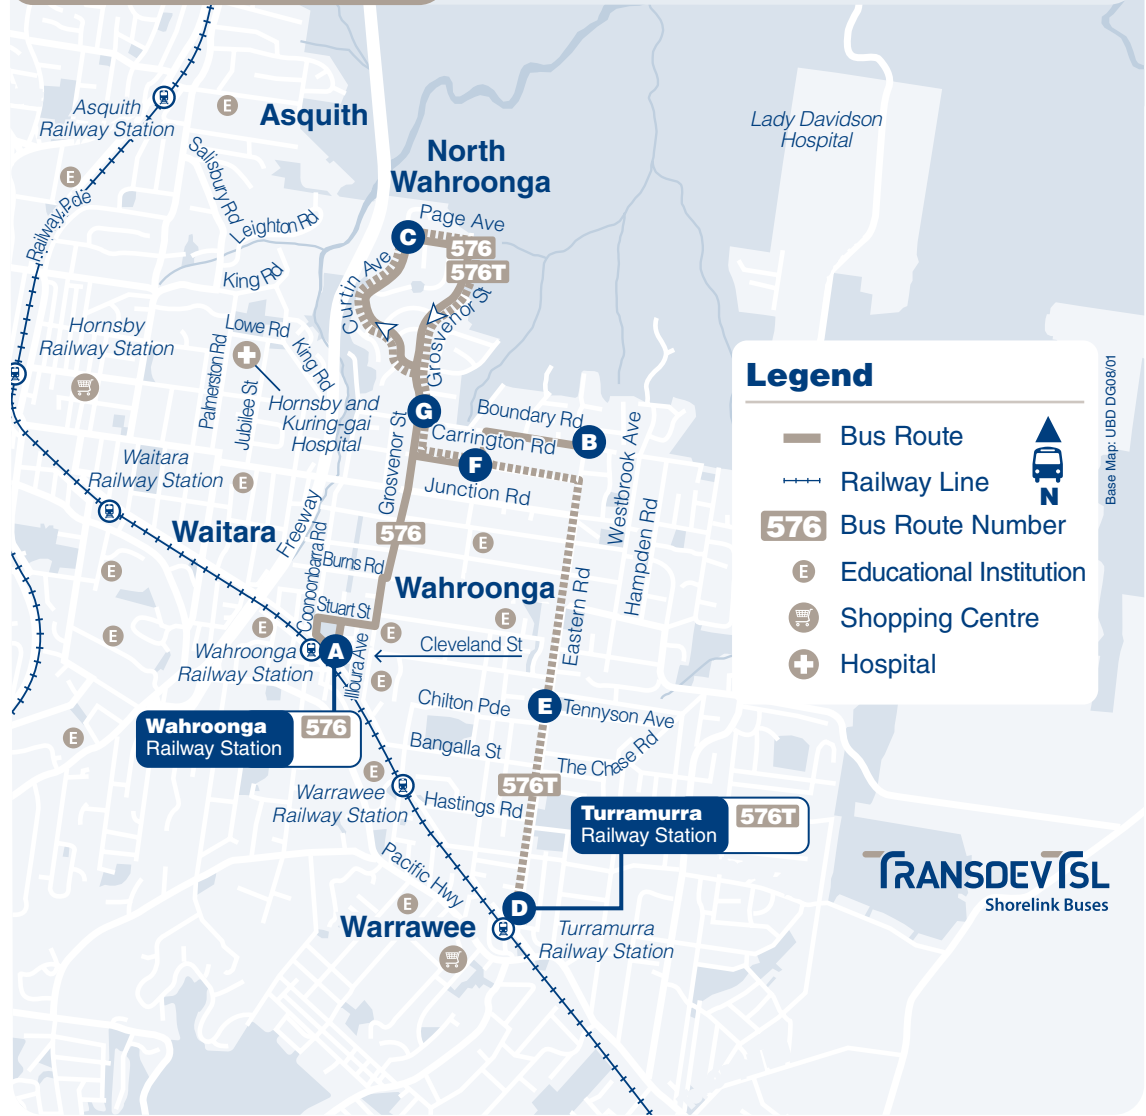 Asquith
Railway Station
E
Asquith
Lady Davidson
Hospital
North
Wahroonga
E
Salisbury Rd
Railway Pde
Leighton Rd
Page Ave
C
576
576T
King Rd
Curtin Ave
Grosvenor St
Hornsby
Railway Station
Lowe Rd
King Rd
Palmerston Rd
Jubilee St
Hornsby and
Kuring-gai
Hospital
G
Boundary Rd
Carrington Rd
B
F
Junction Rd
Grosvenor St
Westbrook Ave
Hampden Rd
Waitara
Railway Station
E
Waitara
Freeway
576
E
Coonoonbarra Rd
Burns Rd
Wahroonga
E
Stuart St
E
Eastern Rd
E
E
E
Cleveland St
Wahroonga
Railway Station
A
Illoura Ave
E
Chilton Pde
E
Tennyson Ave
Wahroonga
Railway Station
576
E
Bangalla St
The Chase Rd
E
576T
Warrawee
Railway Station
Hastings Rd
Turramurra
Railway Station
576T
Pacific Hwy
E
D
Warrawee
Turramurra
Railway Station
Legend
Bus Route
Railway Line
N
576
Bus Route Number
E
Educational Institution
Shopping Centre
Hospital
Base Map: UBD DG08/01
TRANSDEV TSL
Shorelink Buses